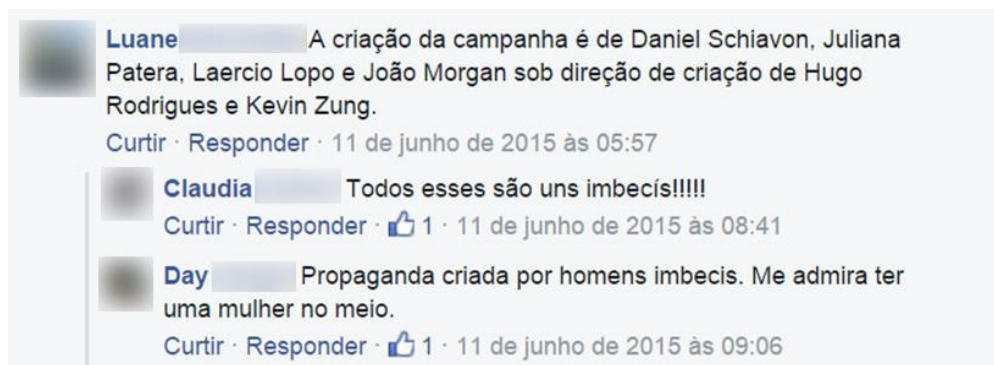 Luane A criação da campanha é de Daniel Schiavon, Juliana
Patera, Laercio Lopo e João Morgan sob direção de criação de Hugo
Rodrigues e Kevin Zung.
Curtir · Responder · 11 de junho de 2015 às 05:57
Claudia Todos esses são uns imbecís!!!!!
Curtir · Responder · 1 · 11 de junho de 2015 às 08:41
Day Propaganda criada por homens imbecis. Me admira ter
uma mulher no meio.
Curtir · Responder · 1 · 11 de junho de 2015 às 09:06